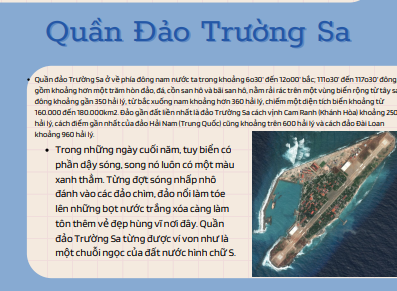 Quần Đảo Trường Sa
Quần đảo Trường Sa ở về phía đông nam nước ta trong khoảng 6o30' đến 12o00' bắc, 111o30' đến 117o30' đông
gồm khoảng hơn một trăm hòn đảo, đá, cồn san hô và bãi san hô, nằm rải rác trên một vùng biển rộng từ tây sa
đông khoảng gần 350 hải lý, từ bắc xuống nam khoảng hơn 360 hải lý, chiếm một diện tích biển khoảng từ
160.000 đến 180.000km2. Đảo gần đất liền nhất là đảo Trường Sa cách vịnh Cam Ranh (Khánh Hòa) khoảng 250
hải lý, cách điểm gần nhất của đảo Hải Nam (Trung Quốc) cũng khoảng trên 600 hải lý và cách đảo Đài Loan
khoảng 960 hải lý.
Trong những ngày cuối năm, tuy biển có
phần dậy sóng, song nó luôn có một màu
xanh thẳm. Từng đợt sóng nhấp nhô
đánh vào các đảo chìm, đảo nổi làm tóe
lên những bọt nước trắng xóa càng làm
tôn thêm vẻ đẹp hùng vĩ nơi đây. Quần
đảo Trường Sa từng được ví von như là
một chuỗi ngọc của đất nước hình chữ S.